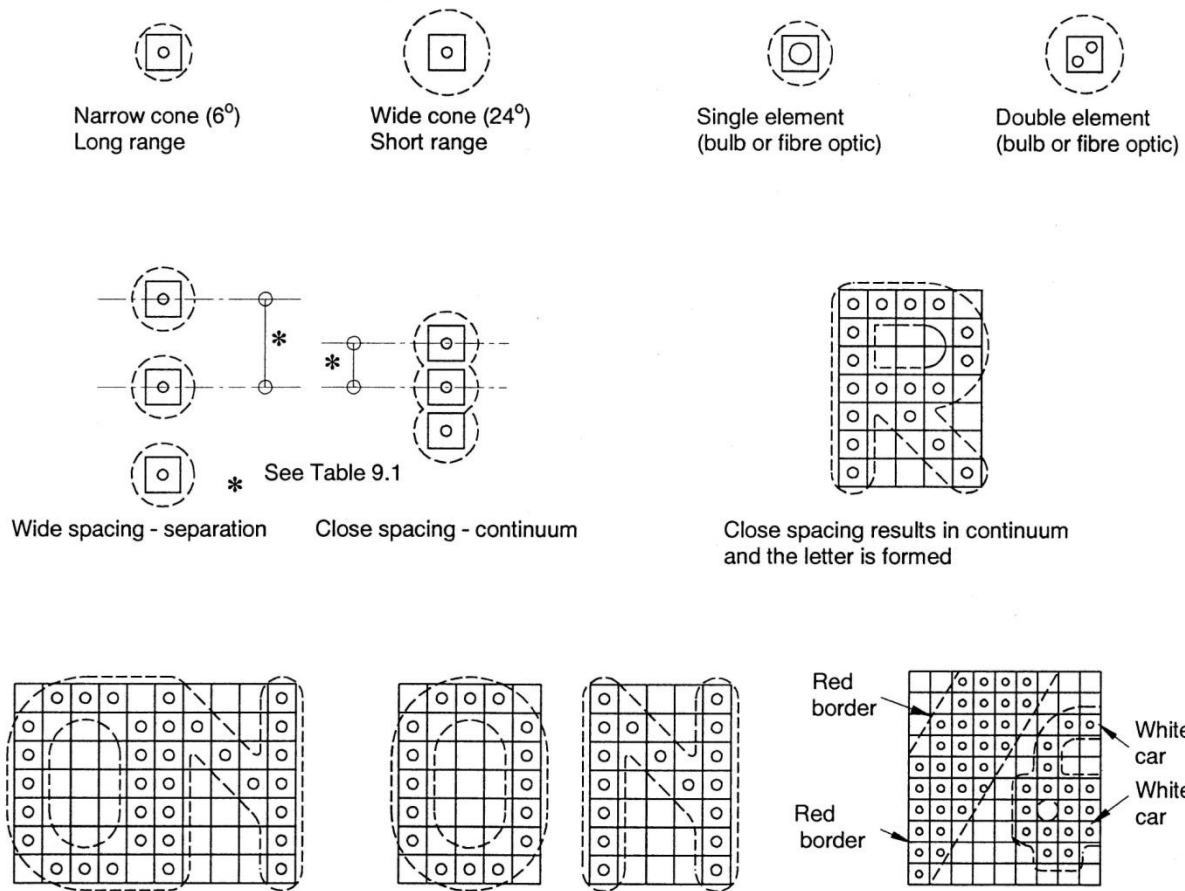 Narrow cone (6°)
Long range
Wide cone (24°)
Short range
Single element
(bulb or fibre optic)
Double element
(bulb or fibre optic)
*
*
* See Table 9.1
Wide spacing - separation
Close spacing - continuum
Close spacing results in continuum
and the letter is formed
Red
border
White
car
White
car
Red
border